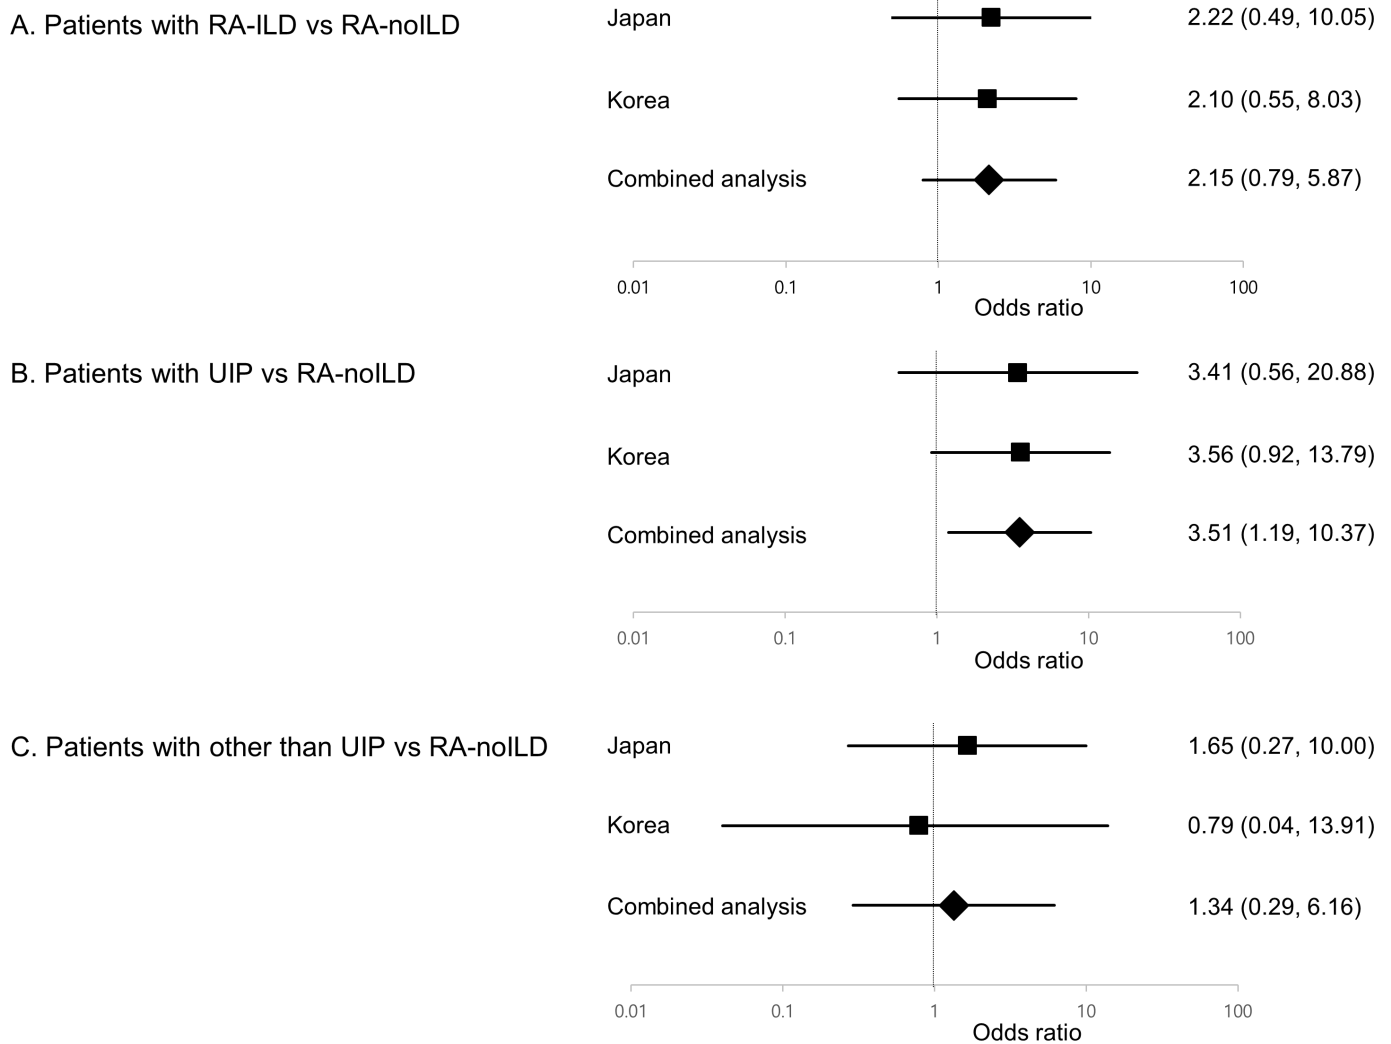 A. Patients with RA-ILD vs RA-noILD
Japan 2.22 (0.49, 10.05)
Korea 2.10 (0.55, 8.03)
Combined analysis 2.15 (0.79, 5.87)
0.01 0.1 1 10 100
Odds ratio
B. Patients with UIP vs RA-noILD
Japan 3.41 (0.56, 20.88)
Korea 3.56 (0.92, 13.79)
Combined analysis 3.51 (1.19, 10.37)
0.01 0.1 1 10 100
Odds ratio
C. Patients with other than UIP vs RA-noILD
Japan 1.65 (0.27, 10.00)
Korea 0.79 (0.04, 13.91)
Combined analysis 1.34 (0.29, 6.16)
0.01 0.1 1 10 100
Odds ratio